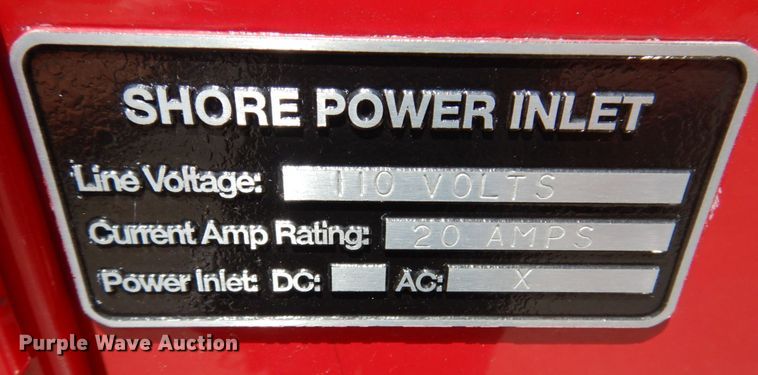 SHORE POWER INLET
Line Voltage: 110 VOLTS
Current Amp Rating: 20 AMPS
Power Inlet: DC: AC: X
Purple Wave Auction